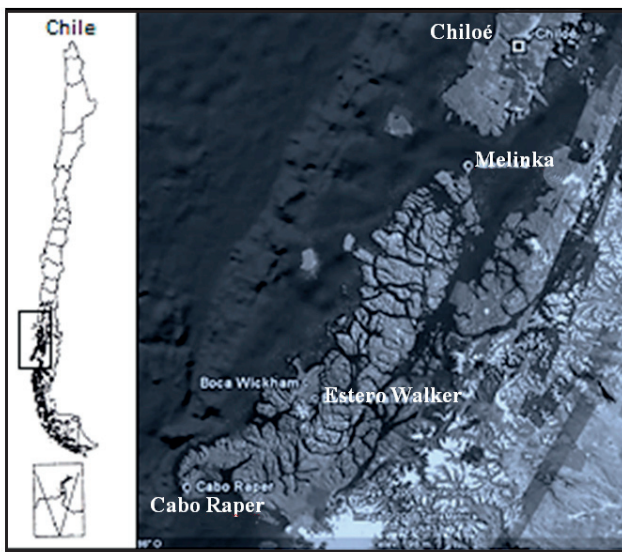 Chile
Chiloé
Chiloé
Melinka
Boca Wickham
Estero Walker
Cabo Raper
Cabo Raper